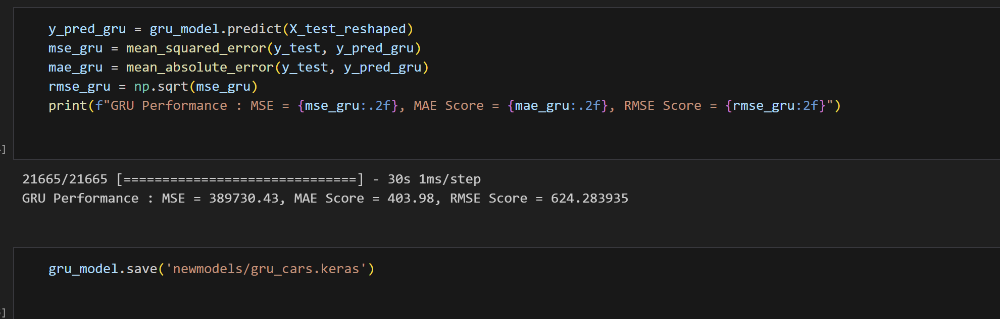 y_pred_gru = gru_model.predict(X_test_reshaped)
mse_gru = mean_squared_error(y_test, y_pred_gru)
mae_gru = mean_absolute_error(y_test, y_pred_gru)
rmse_gru = np.sqrt(mse_gru)
print(f"GRU Performance : MSE = {mse_gru:.2f}, MAE Score = {mae_gru:.2f}, RMSE Score = {rmse_gru:2f}")
]
21665/21665 [==============================] - 30s 1ms/step
GRU Performance : MSE = 389730.43, MAE Score = 403.98, RMSE Score = 624.283935
gru_model.save('newmodels/gru_cars.keras')
]